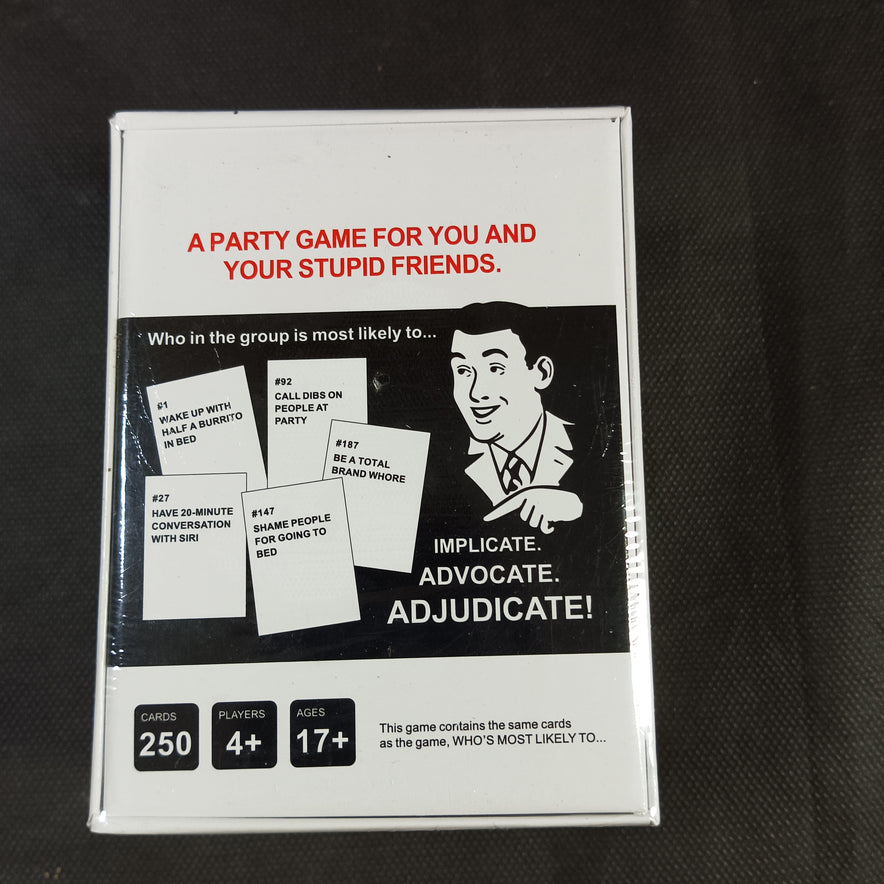 A PARTY GAME FOR YOU AND
YOUR STUPID FRIENDS.
Who in the group is most likely to...
#1
WAKE UP WITH
HALF A BURRITO
IN BED
#92
CALL DIBS ON
PEOPLE AT
PARTY
#187
BE A TOTAL
BRAND WHORE
#27
HAVE 20-MINUTE
CONVERSATION
WITH SIRI
#147
SHAME PEOPLE
FOR GOING TO
BED
IMPLICATE.
ADVOCATE.
ADJUDICATE!
CARDS
250
PLAYERS
4+
AGES
17+
This game contains the same cards
as the game, WHO'S MOST LIKELY TO...